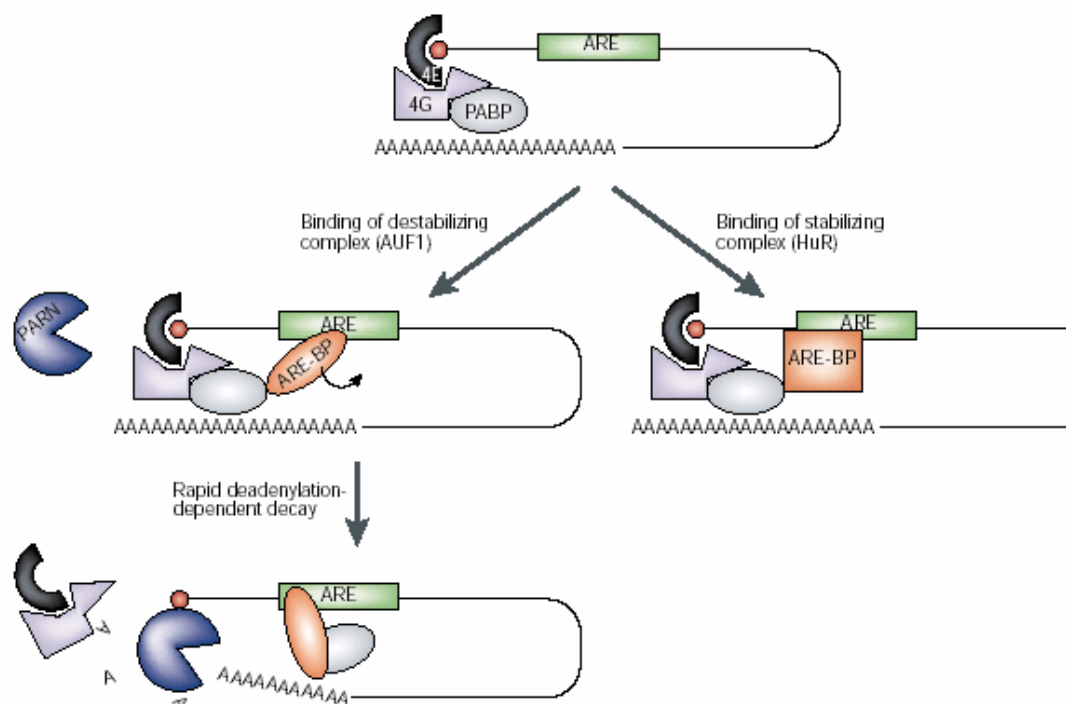 ARE
4E
4G
PABP
AAAAAAAAAAAAAAAAAAAA
Binding of destabilizing
complex (AUF1)
Binding of stabilizing
complex (HuR)
PARN
ARE
ARE-BP
AAAAAAAAAAAAAAAAAAAA
ARE
ARE-BP
AAAAAAAAAAAAAAAAAAAA
Rapid deadenylation-
dependent decay
ARE
A
A
A
AAAAAAAAAAA